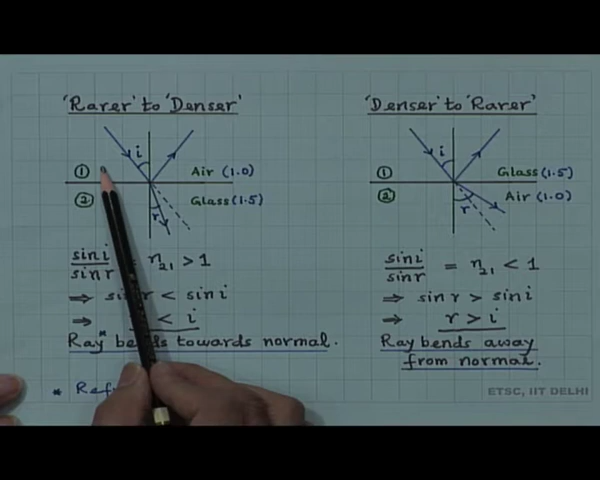 'Rarer' to 'Denser'
i
① Air (1.0)
② Glass (1.5)
r
sin i / sin r = n₂₁ > 1
⇒ sin r < sin i
⇒ < i
Ray* bends towards normal.
*
'Denser' to 'Rarer'
i
① Glass (1.5)
② Air (1.0)
r
sin i / sin r = n₂₁ < 1
⇒ sin r > sin i
⇒ r > i
Ray bends away
from normal.
ETSC, IIT DELHI